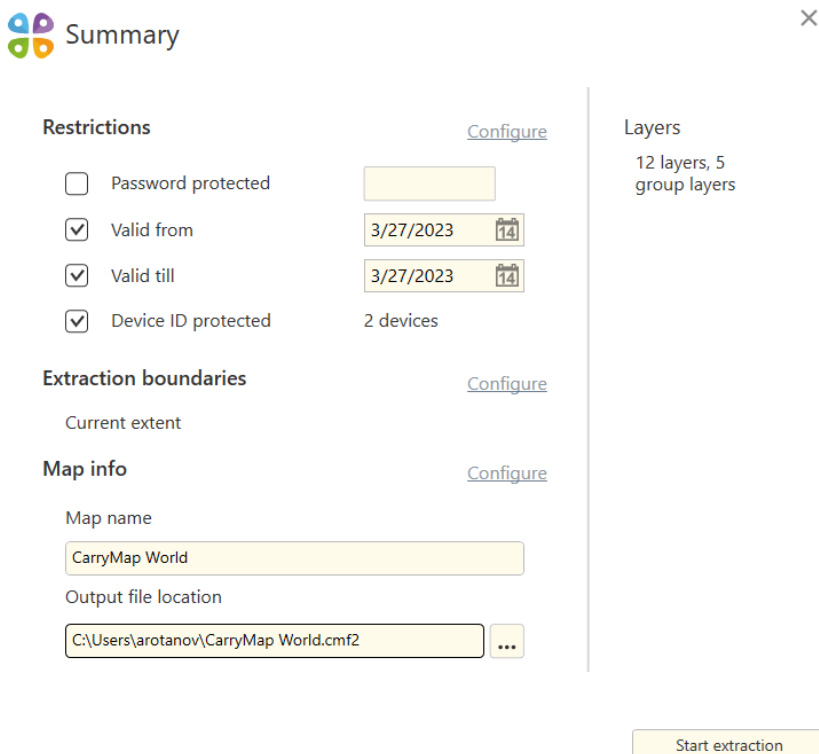 Summary
Restrictions
Configure
Password protected
Valid from
3/27/2023
14
Valid till
3/27/2023
14
Device ID protected
2 devices
Extraction boundaries
Configure
Current extent
Map info
Configure
Map name
CarryMap World
Output file location
C:\Users\arotanov\CarryMap World.cmf2
...
Layers
12 layers, 5
group layers
Start extraction